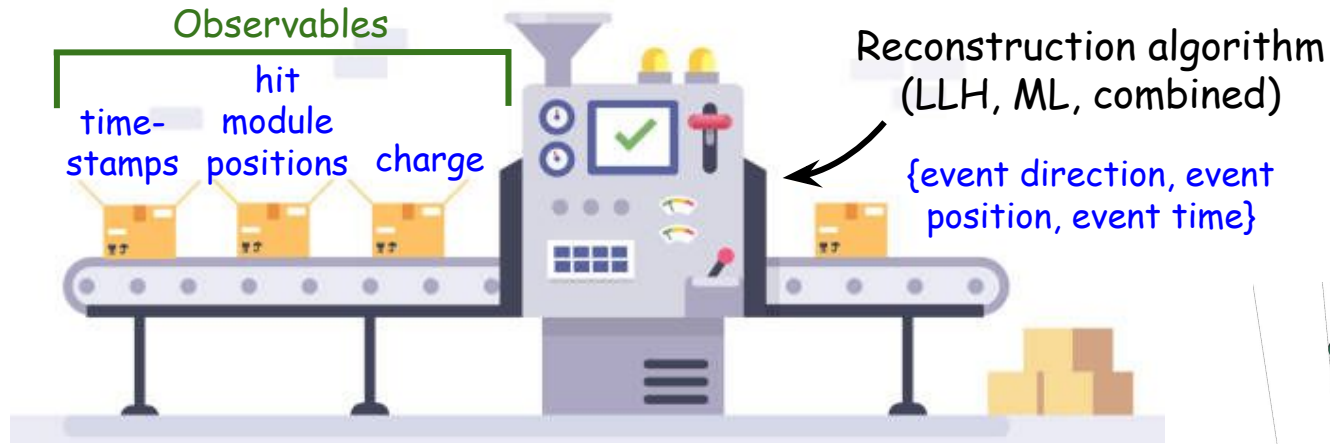 Observables
time-
stamps
hit
module
positions
charge
Reconstruction algorithm
(LLH, ML, combined)
{event direction, event
position, event time}